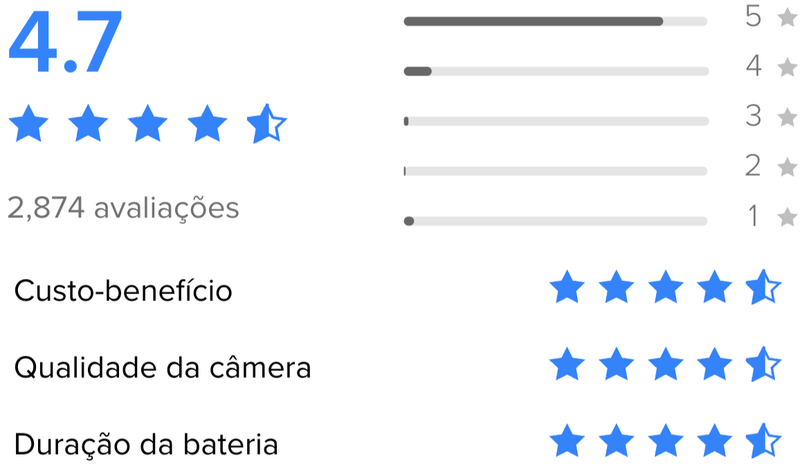 4.7
2,874 avaliações
5
4
3
2
1
Custo-benefício
Qualidade da câmera
Duração da bateria